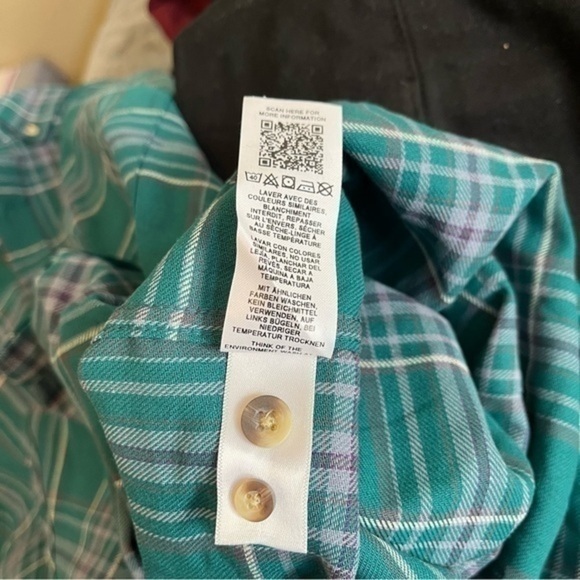 SCAN HERE FOR
MORE INFORMATION
LAVER AVEC DES
COULEURS SIMILAIRES,
BLANCHIMENT
INTERDIT, REPASSER
SUR L'ENVERS, SÉCHER
AU SÈCHE-LINGE À
BASSE TEMPÉRATURE
LAVAR CON COLORES
SIMILARES, NO USAR
LEJÍA, PLANCHAR DEL
REVÉS, SECAR A
MÁQUINA A BAJA
TEMPERATURA
MIT ÄHNLICHEN
FARBEN WASCHEN,
KEIN BLEICHMITTEL
VERWENDEN, AUF
LINKS BÜGELN, BEI
NIEDRIGER
TEMPERATUR TROCKNEN
THINK OF THE
ENVIRONMENT